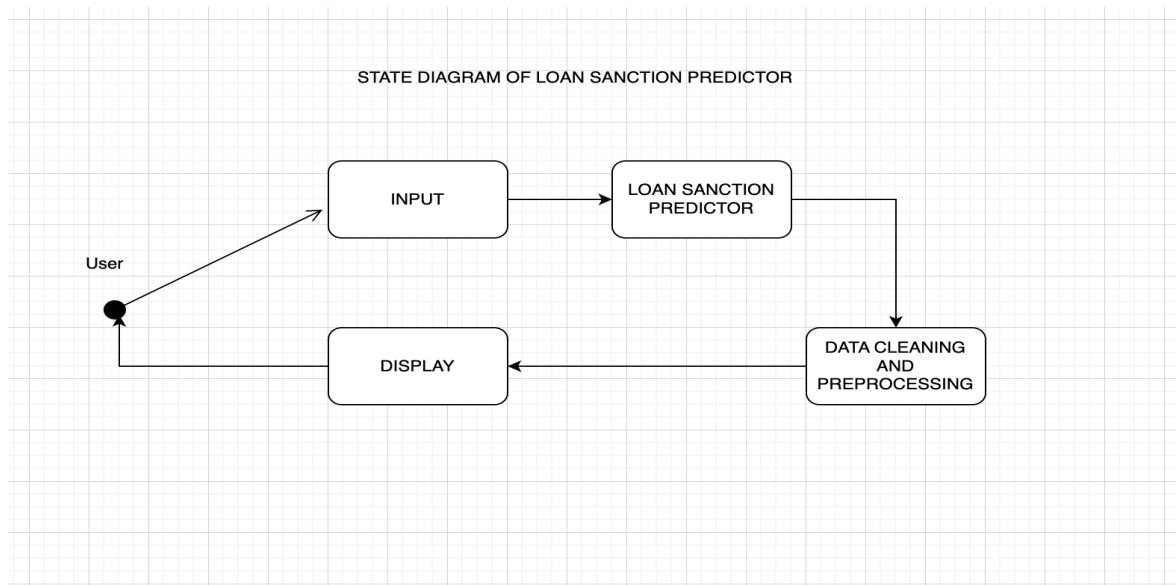 STATE DIAGRAM OF LOAN SANCTION PREDICTOR
INPUT
LOAN SANCTION
PREDICTOR
User
DISPLAY
DATA CLEANING
AND
PREPROCESSING